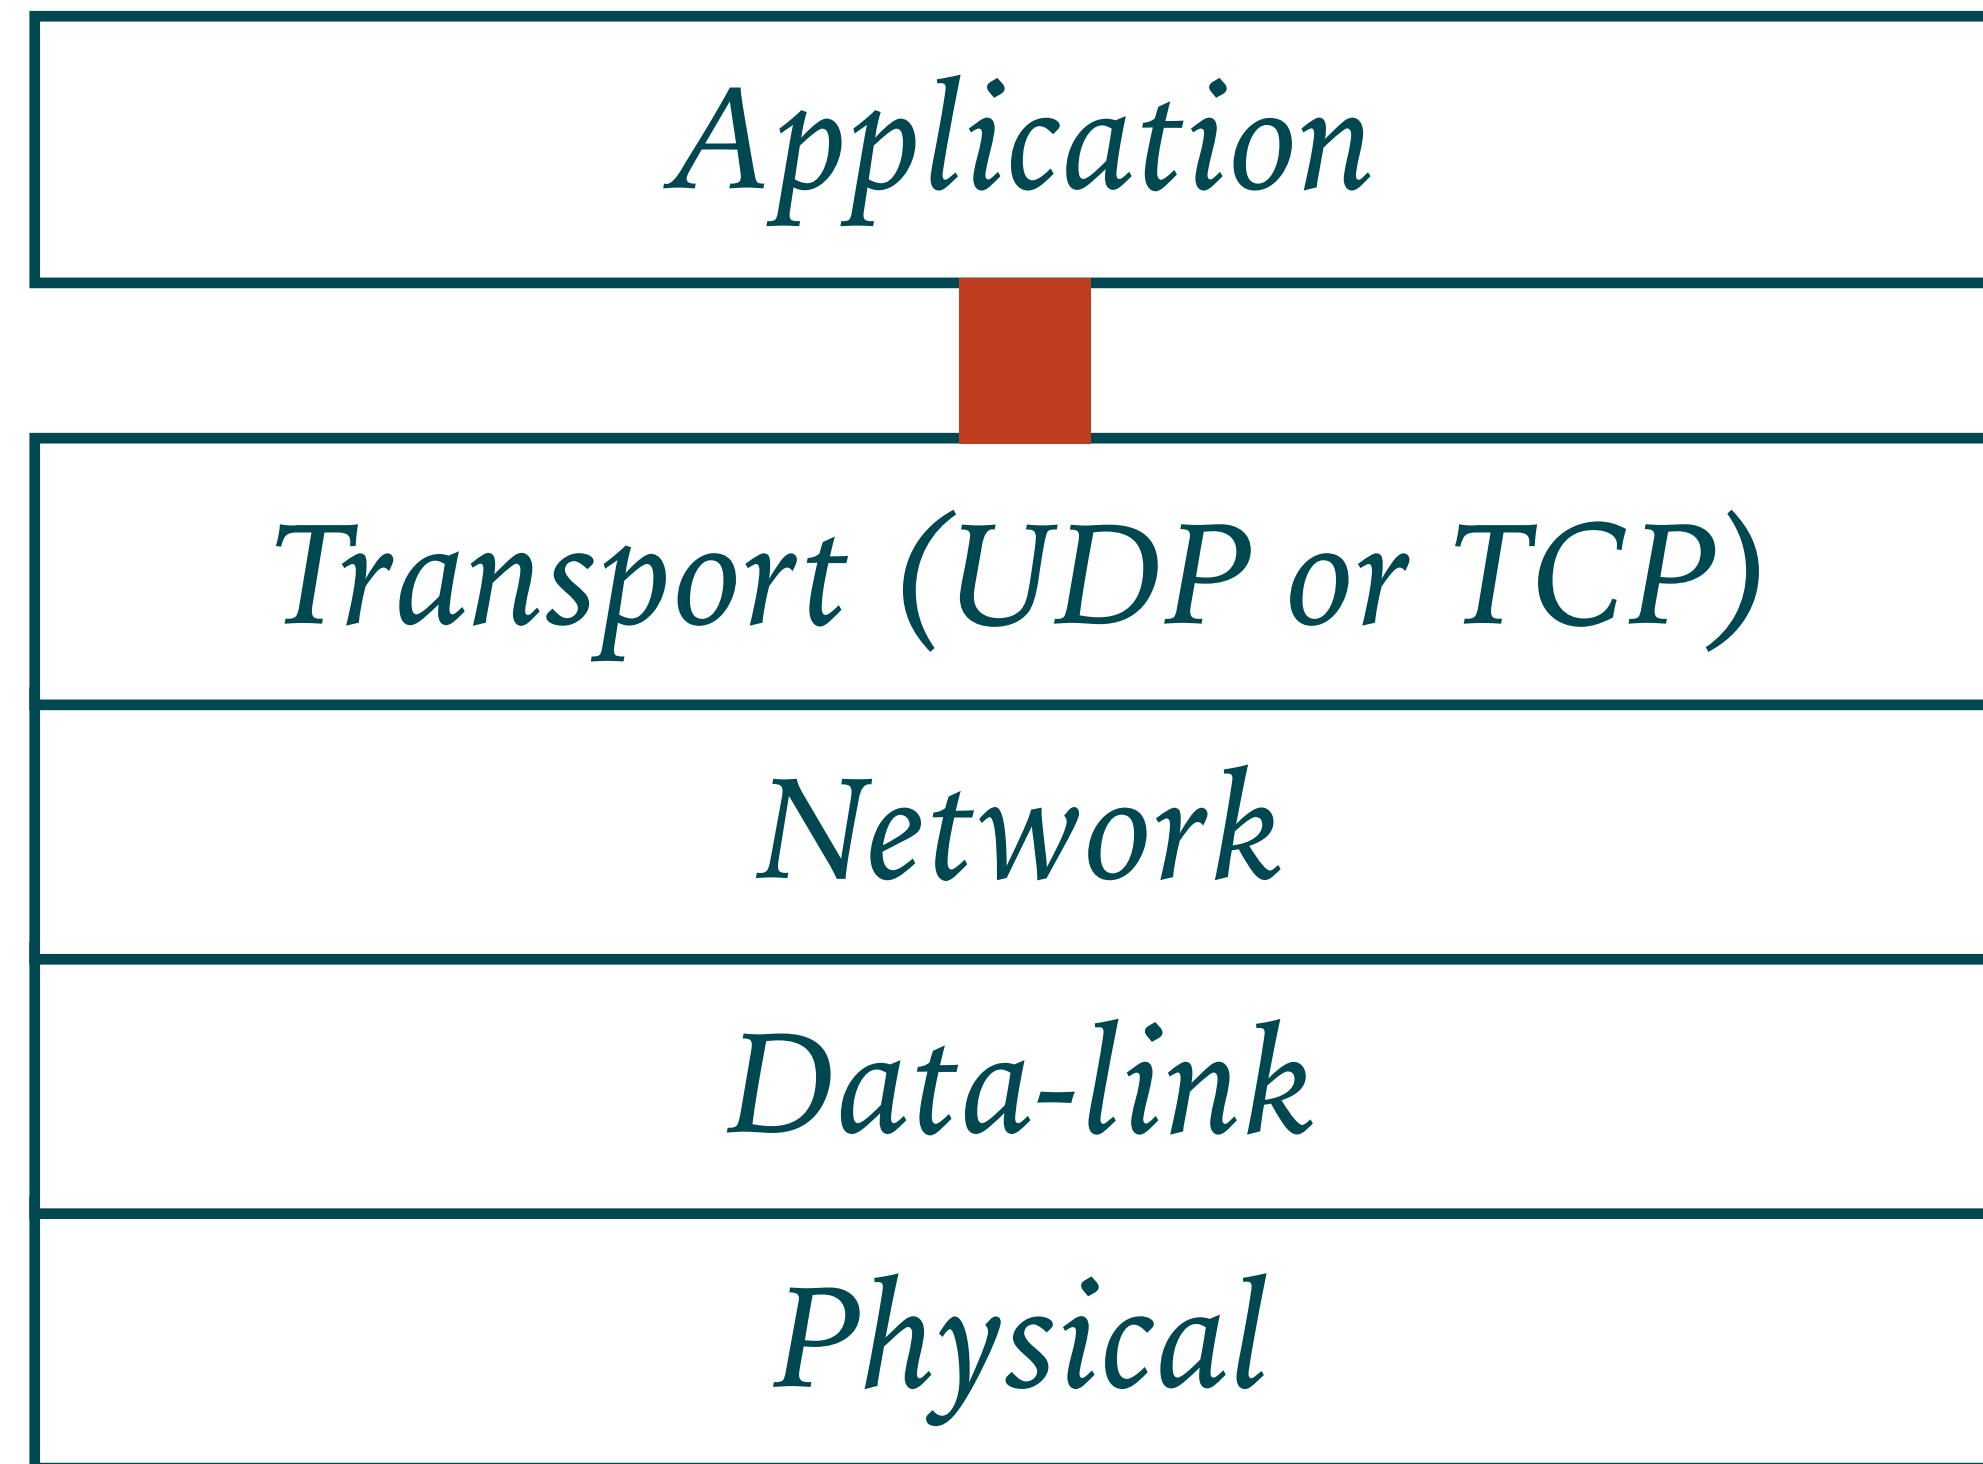 Application
Transport (UDP or TCP)
Network
Data-link
Physical